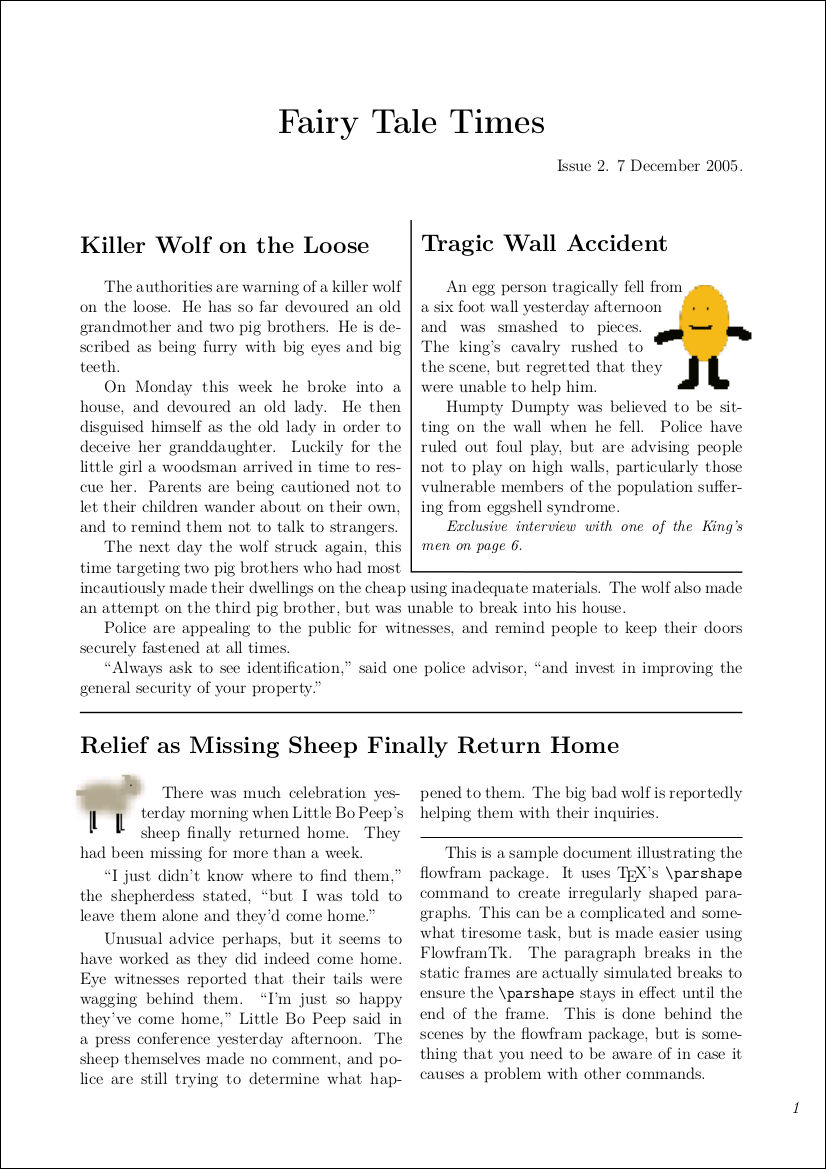 Fairy Tale Times
Issue 2. 7 December 2005.
Killer Wolf on the Loose
The authorities are warning of a killer wolf
on the loose. He has so far devoured an old
grandmother and two pig brothers. He is de-
scribed as being furry with big eyes and big
teeth.
On Monday this week he broke into a
house, and devoured an old lady. He then
disguised himself as the old lady in order to
deceive her granddaughter. Luckily for the
little girl a woodsman arrived in time to res-
cue her. Parents are being cautioned not to
let their children wander about on their own,
and to remind them not to talk to strangers.
The next day the wolf struck again, this
time targeting two pig brothers who had most
incautiously made their dwellings on the cheap using inadequate materials. The wolf also made
an attempt on the third pig brother, but was unable to break into his house.
Police are appealing to the public for witnesses, and remind people to keep their doors
securely fastened at all times.
“Always ask to see identification,” said one police advisor, “and invest in improving the
general security of your property.”
Tragic Wall Accident
An egg person tragically fell from
a six foot wall yesterday afternoon
and was smashed to pieces.
The king’s cavalry rushed to
the scene, but regretted that they
were unable to help him.
Humpty Dumpty was believed to be sit-
ting on the wall when he fell. Police have
ruled out foul play, but are advising people
not to play on high walls, particularly those
vulnerable members of the population suffer-
ing from eggshell syndrome.
Exclusive interview with one of the King’s
men on page 6.
Relief as Missing Sheep Finally Return Home
There was much celebration yes-
terday morning when Little Bo Peep’s
sheep finally returned home. They
had been missing for more than a week.
“I just didn’t know where to find them,”
the shepherdess stated, “but I was told to
leave them alone and they’d come home.”
Unusual advice perhaps, but it seems to
have worked as they did indeed come home.
Eye witnesses reported that their tails were
wagging behind them. “I’m just so happy
they’ve come home,” Little Bo Peep said in
a press conference yesterday afternoon. The
sheep themselves made no comment, and po-
lice are still trying to determine what hap-
pened to them. The big bad wolf is reportedly
helping them with their inquiries.
This is a sample document illustrating the
flowfram package. It uses TEX’s \parshape
command to create irregularly shaped para-
graphs. This can be a complicated and some-
what tiresome task, but is made easier using
FlowframTk. The paragraph breaks in the
static frames are actually simulated breaks to
ensure the \parshape stays in effect until the
end of the frame. This is done behind the
scenes by the flowfram package, but is some-
thing that you need to be aware of in case it
causes a problem with other commands.
1